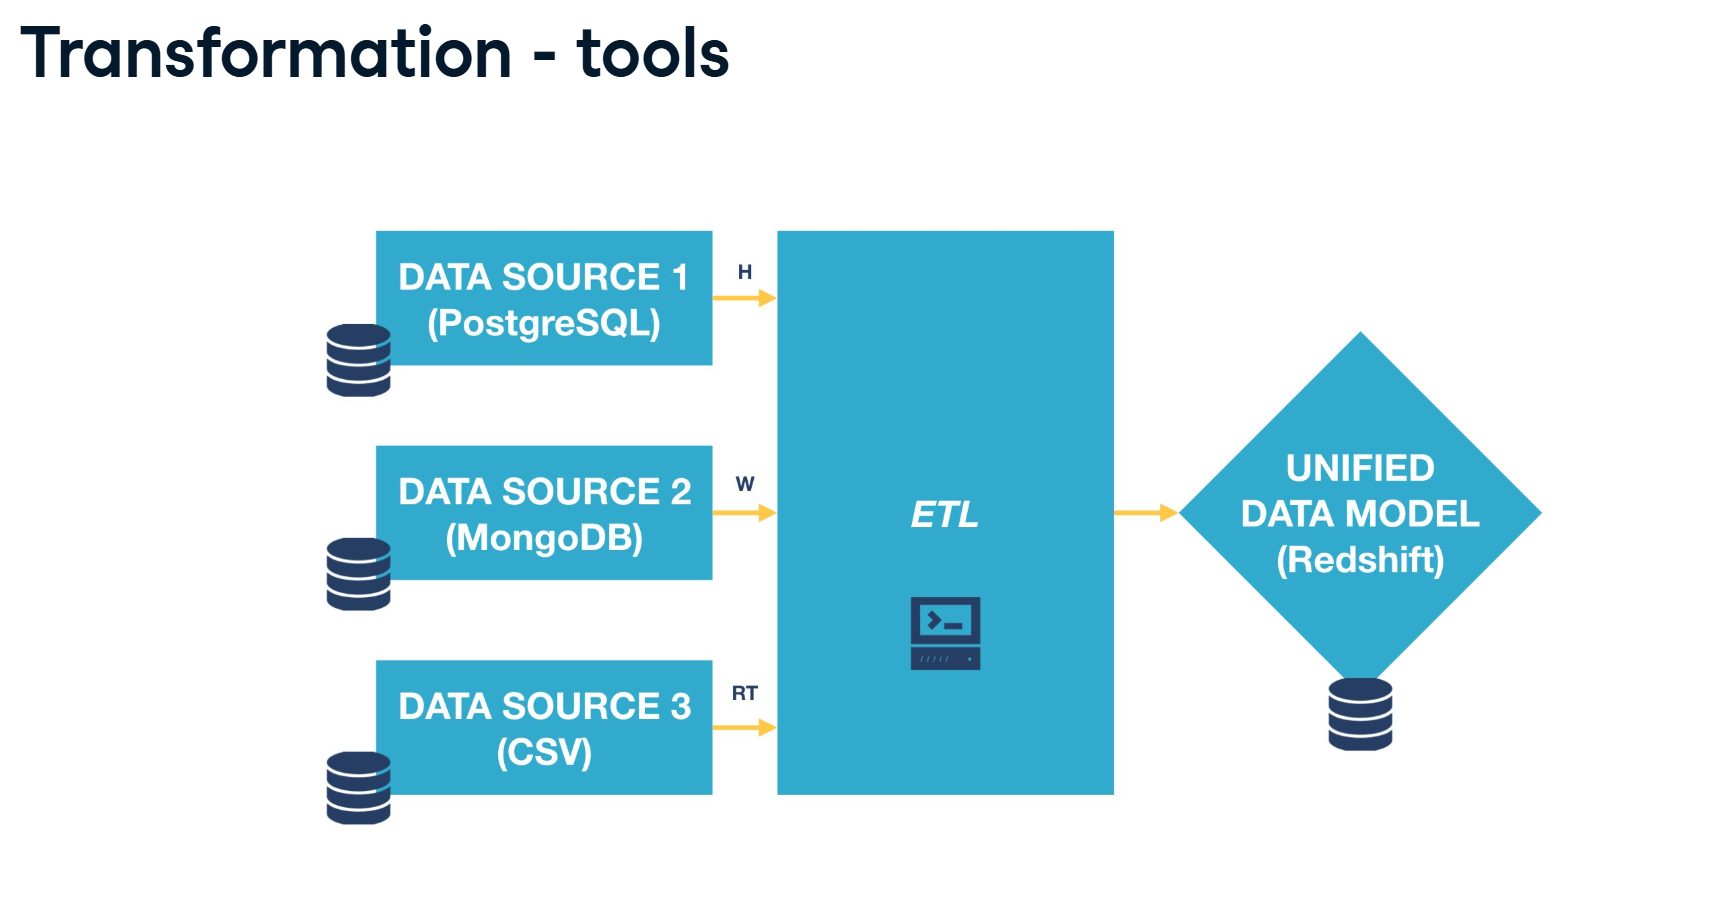 Transformation - tools
DATA SOURCE 1
(PostgreSQL)
H
DATA SOURCE 2
(MongoDB)
W
DATA SOURCE 3
(CSV)
RT
ETL
UNIFIED
DATA MODEL
(Redshift)